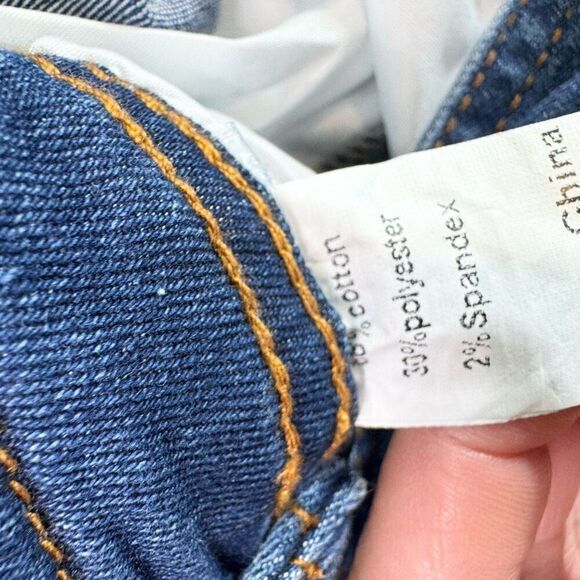 cotton
30% polyester
2% Spandex
China